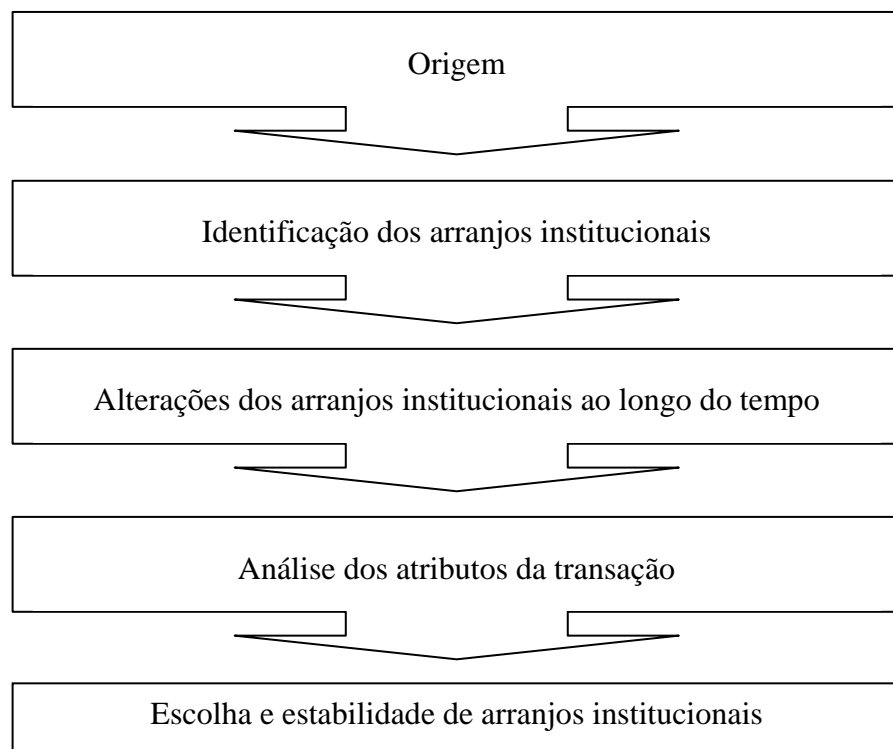 Origem
Identificação dos arranjos institucionais
Alterações dos arranjos institucionais ao longo do tempo
Análise dos atributos da transação
Escolha e estabilidade de arranjos institucionais